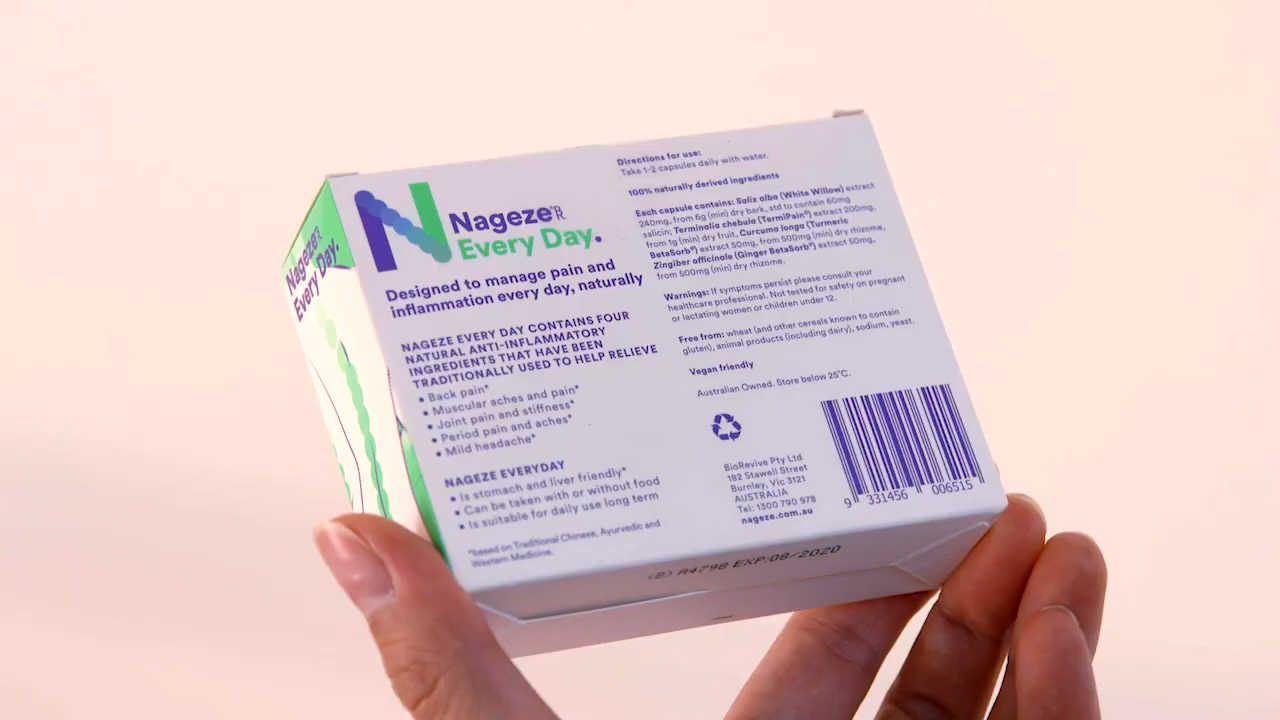 Nageze
Every Day.
N Nageze®
Every Day.
Designed to manage pain and
inflammation every day, naturally
NAGEZE EVERY DAY CONTAINS FOUR
NATURAL ANTI-INFLAMMATORY
INGREDIENTS THAT HAVE BEEN
TRADITIONALLY USED TO HELP RELIEVE
• Back pain*
• Muscular aches and pain*
• Joint pain and stiffness*
• Period pain and aches*
• Mild headache*
NAGEZE EVERYDAY
• Is stomach and liver friendly*
• Can be taken with or without food
• Is suitable for daily use long term
*based on Traditional Chinese, Ayurvedic and
Western Medicine.
Directions for use:
Take 1-2 capsules daily with water.
100% naturally derived ingredients
Each capsule contains: Salix alba (White Willow) extract
240mg, from 6g (min) dry bark, std to contain 60mg
salicin; Terminalia chebula (TermiPain®) extract 200mg,
from 1g (min) dry fruit, Curcuma longa (Turmeric
BetaSorb®) extract 50mg, from 500mg (min) dry rhizome,
Zingiber officinale (Ginger BetaSorb®) extract 50mg,
from 500mg (min) dry rhizome.
Warnings: If symptoms persist please consult your
healthcare professional. Not tested for safety on pregnant
or lactating women or children under 12.
Free from: wheat (and other cereals known to contain
gluten), animal products (including dairy), sodium, yeast.
Vegan friendly
Australian Owned. Store below 25°C.
BioRevive Pty Ltd
182 Stawell Street
Burnley, Vic 3121
AUSTRALIA
Tel: 1300 790 978
nageze.com.au
9 331456 006515
(B) R4798 EXP:08/2020